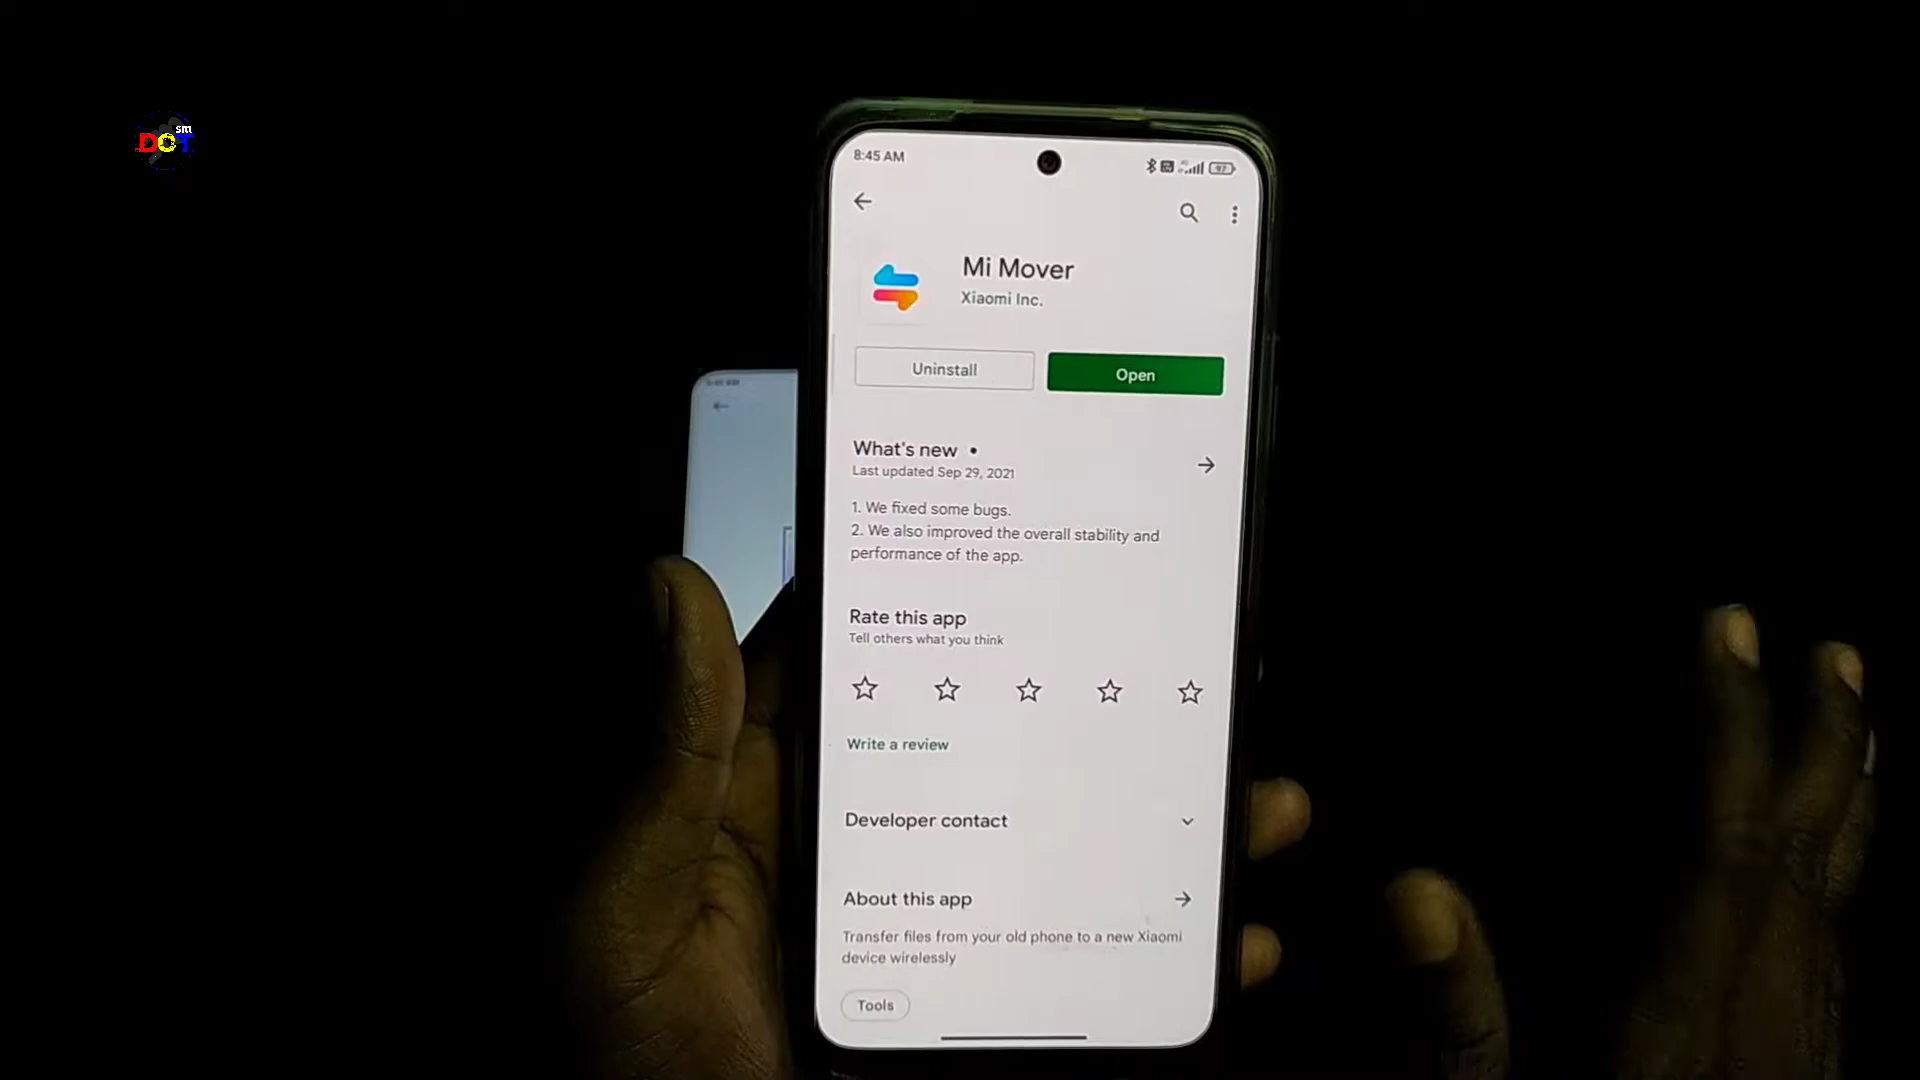 sm
DOT
8:45 AM
97
Mi Mover
Xiaomi Inc.
Uninstall
Open
What's new •
Last updated Sep 29, 2021
1. We fixed some bugs.
2. We also improved the overall stability and
performance of the app.
Rate this app
Tell others what you think
Write a review
Developer contact
About this app
Transfer files from your old phone to a new Xiaomi
device wirelessly
Tools